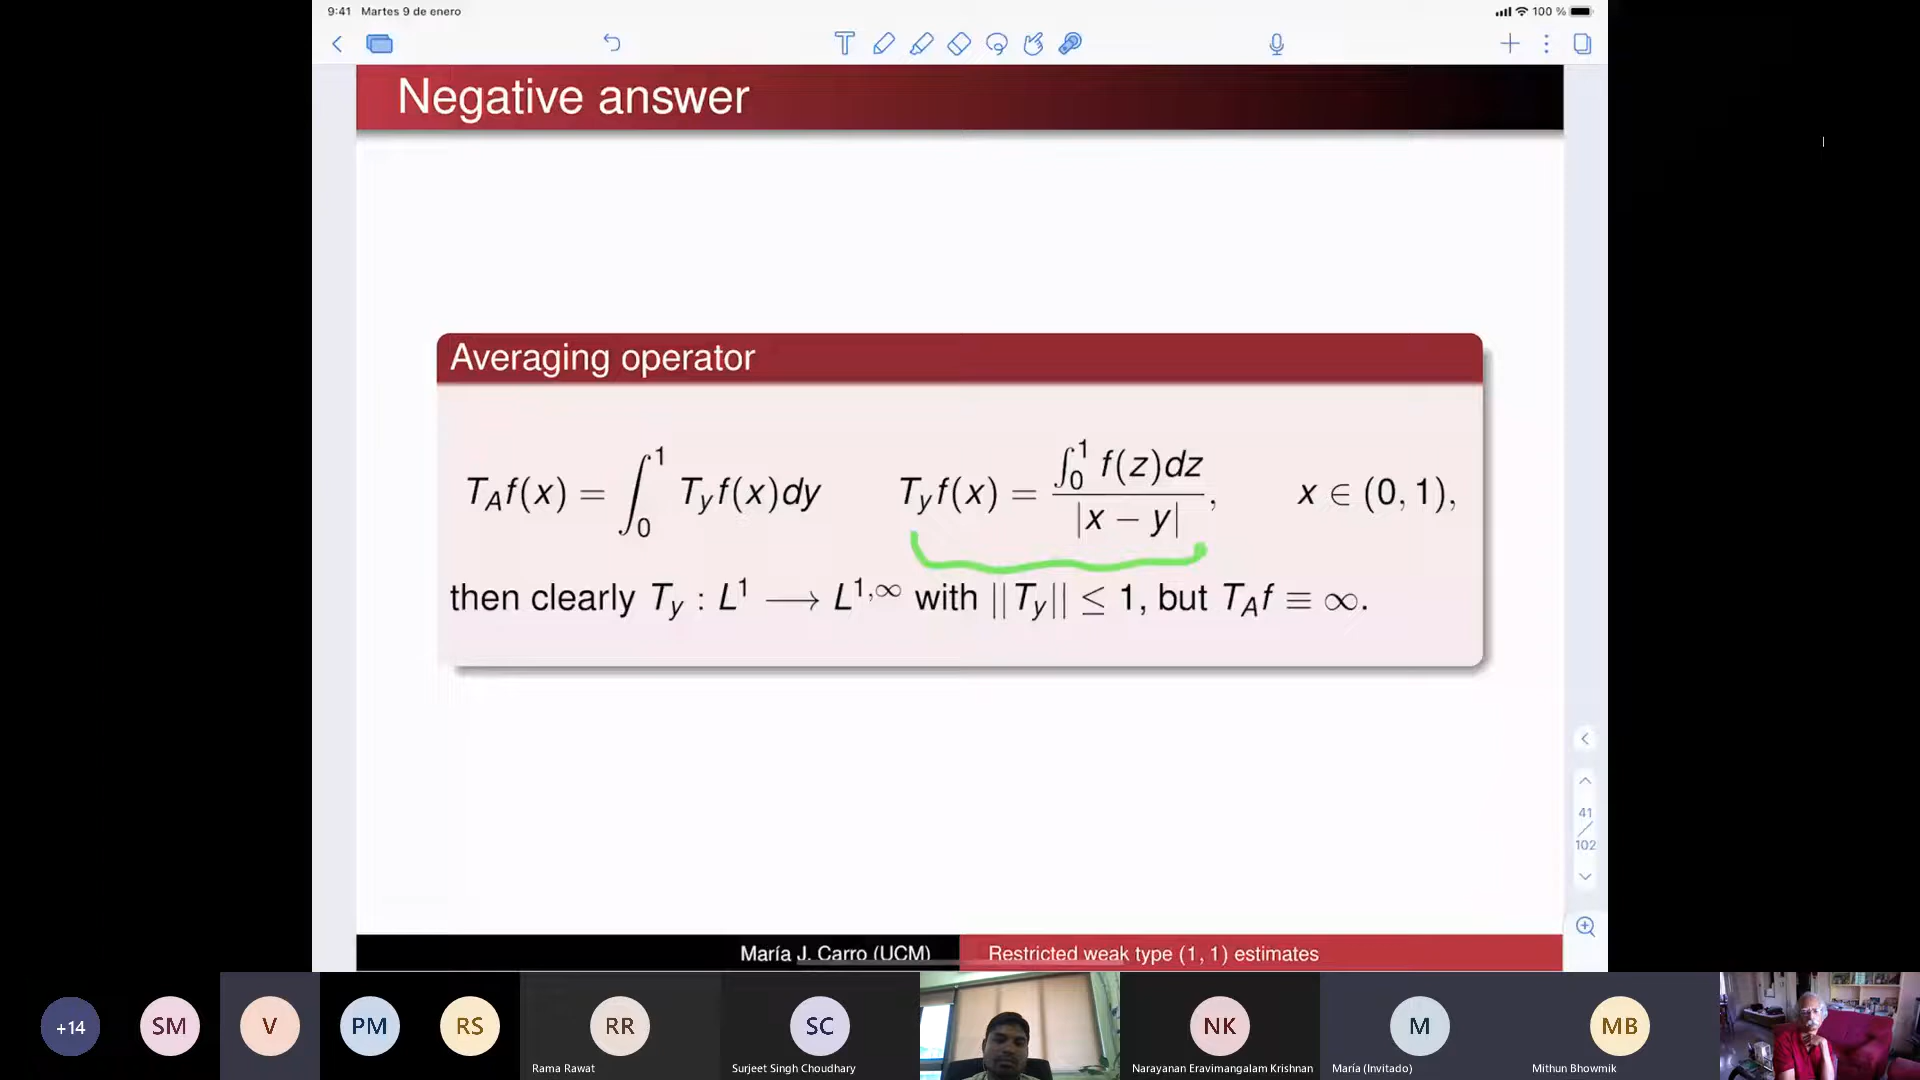 9:41 Martes 9 de enero
100 %
Negative answer
Averaging operator
T_A f(x) = ∫_0^1 T_y f(x)dy    T_y f(x) = ∫_0^1 f(z)dz / |x − y|,    x ∈ (0, 1),
then clearly T_y : L^1 ⟶ L^{1,∞} with ||T_y|| ≤ 1, but T_A f ≡ ∞.
41
102
María J. Carro (UCM) Restricted weak type (1, 1) estimates
+14 SM V PM RS RR SC NK M MB
Rama Rawat Surjeet Singh Choudhary Narayanan Eravimangalam Krishnan María (Invitado) Mithun Bhowmik